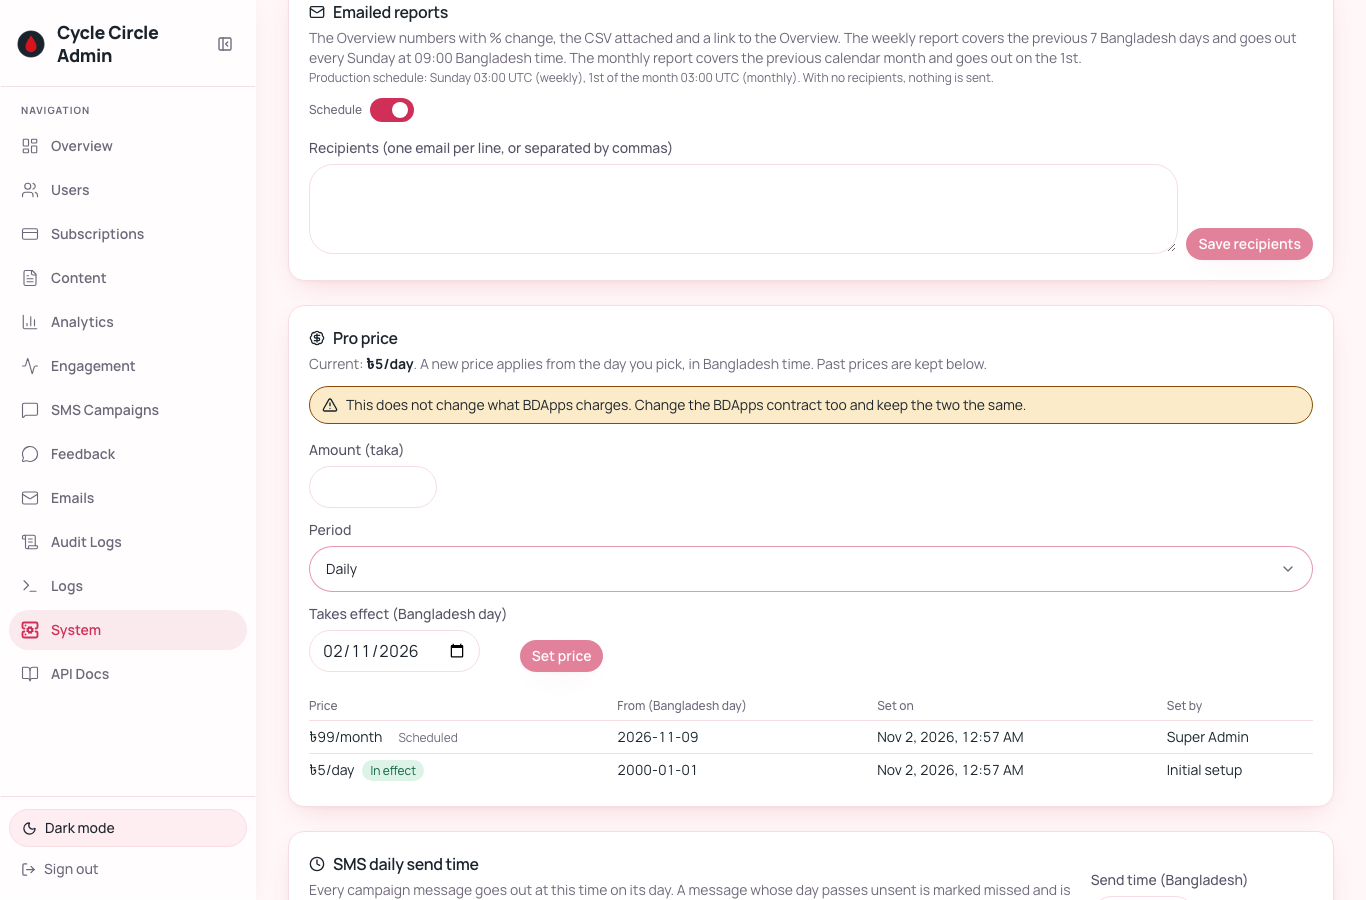 Cycle Circle
Admin
NAVIGATION
Overview
Users
Subscriptions
Content
Analytics
Engagement
SMS Campaigns
Feedback
Emails
Audit Logs
Logs
System
API Docs
Dark mode
Sign out
Emailed reports
The Overview numbers with % change, the CSV attached and a link to the Overview. The weekly report covers the previous 7 Bangladesh days and goes out
every Sunday at 09:00 Bangladesh time. The monthly report covers the previous calendar month and goes out on the 1st.
Production schedule: Sunday 03:00 UTC (weekly), 1st of the month 03:00 UTC (monthly). With no recipients, nothing is sent.
Schedule
Recipients (one email per line, or separated by commas)
Save recipients
Pro price
Current: ৳5/day. A new price applies from the day you pick, in Bangladesh time. Past prices are kept below.
This does not change what BDApps charges. Change the BDApps contract too and keep the two the same.
Amount (taka)
Period
Daily
Takes effect (Bangladesh day)
02/11/2026
Set price
Price From (Bangladesh day) Set on Set by
৳99/month Scheduled 2026-11-09 Nov 2, 2026, 12:57 AM Super Admin
৳5/day In effect 2000-01-01 Nov 2, 2026, 12:57 AM Initial setup
SMS daily send time
Every campaign message goes out at this time on its day. A message whose day passes unsent is marked missed and is
Send time (Bangladesh)